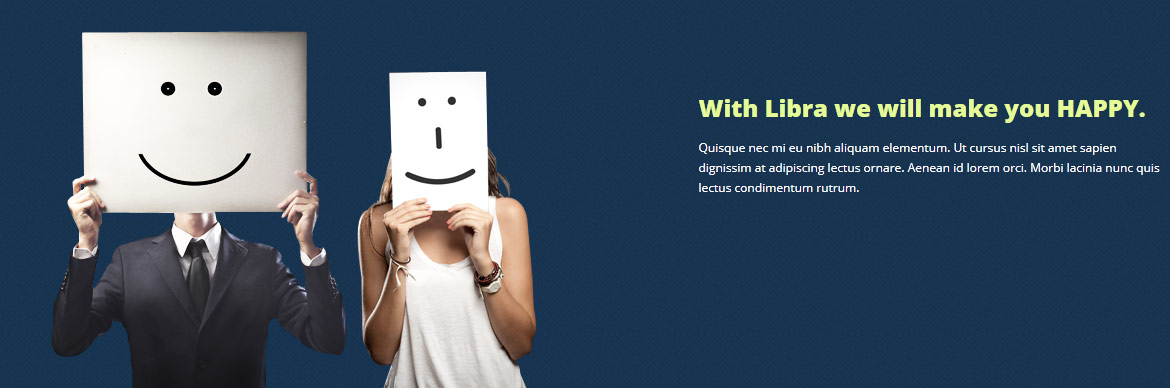 With Libra we will make you HAPPY.
Quisque nec mi eu nibh aliquam elementum. Ut cursus nisl sit amet sapien
dignissim at adipiscing lectus ornare. Aenean id lorem orci. Morbi lacinia nunc quis
lectus condimentum rutrum.